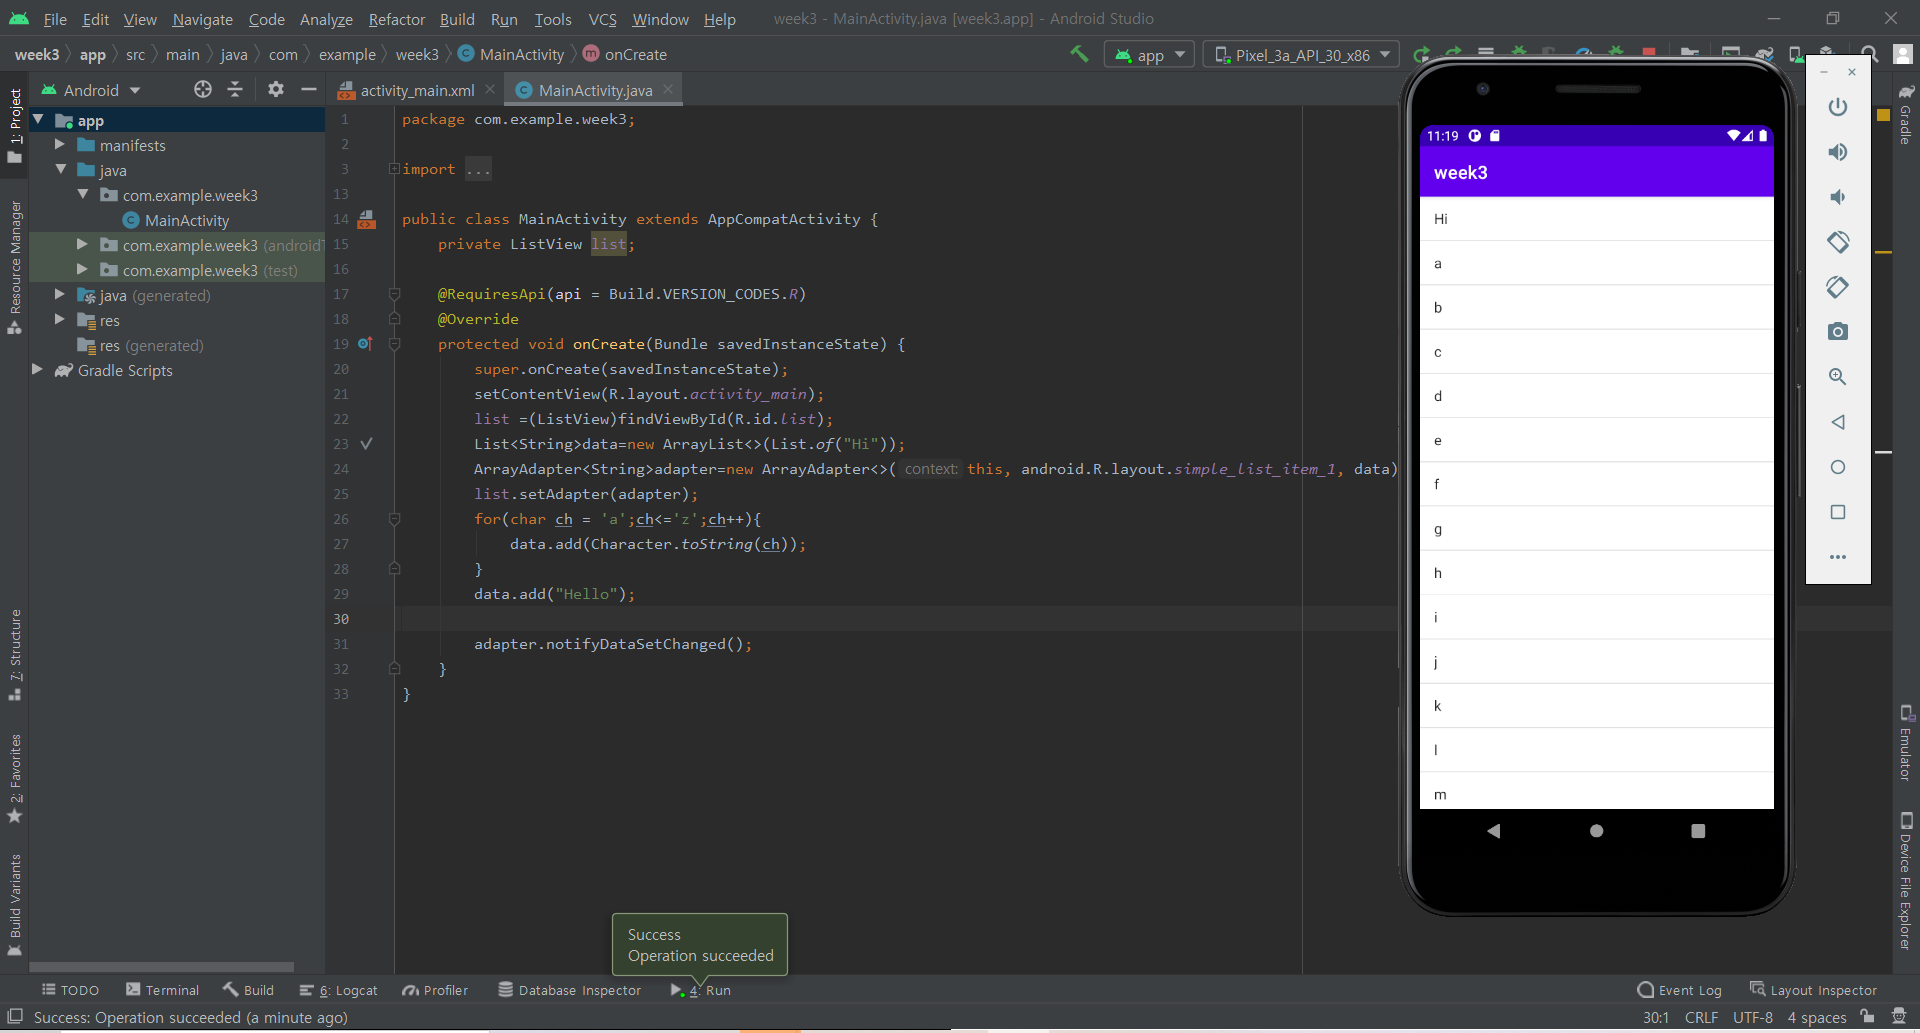 File Edit View Navigate Code Analyze Refactor Build Run Tools VCS Window Help week3 - MainActivity.java [week3.app] - Android Studio
week3 app src main java com example week3 MainActivity onCreate app Pixel_3a_API_30_x86
Android
activity_main.xml
MainActivity.java
1: Project
Resource Manager
7: Structure
2: Favorites
Build Variants
app
manifests
java
com.example.week3
MainActivity
com.example.week3 (androidT
com.example.week3 (test)
java (generated)
res
res (generated)
Gradle Scripts
1 package com.example.week3;
2
3 import ...
13
14 public class MainActivity extends AppCompatActivity {
15 private ListView list;
16
17 @RequiresApi(api = Build.VERSION_CODES.R)
18 @Override
19 protected void onCreate(Bundle savedInstanceState) {
20 super.onCreate(savedInstanceState);
21 setContentView(R.layout.activity_main);
22 list =(ListView)findViewById(R.id.list);
23 List<String>data=new ArrayList<>(List.of("Hi"));
24 ArrayAdapter<String>adapter=new ArrayAdapter<>( context: this, android.R.layout.simple_list_item_1, data)
25 list.setAdapter(adapter);
26 for(char ch = 'a';ch<='z';ch++){
27 data.add(Character.toString(ch));
28 }
29 data.add("Hello");
30
31 adapter.notifyDataSetChanged();
32 }
33 }
11:19
week3
Hi
a
b
c
d
e
f
g
h
i
j
k
l
m
Gradle
Emulator
Device File Explorer
Success
Operation succeeded
TODO Terminal Build 6: Logcat Profiler Database Inspector 4: Run Event Log Layout Inspector
Success: Operation succeeded (a minute ago) 30:1 CRLF UTF-8 4 spaces